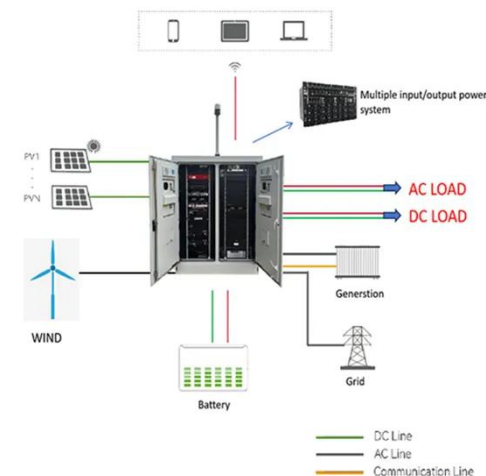 Multiple input/output power
system
PV1
PVN
AC LOAD
DC LOAD
WIND
Generstion
Grid
Battery
DC Line
AC Line
Communication Line